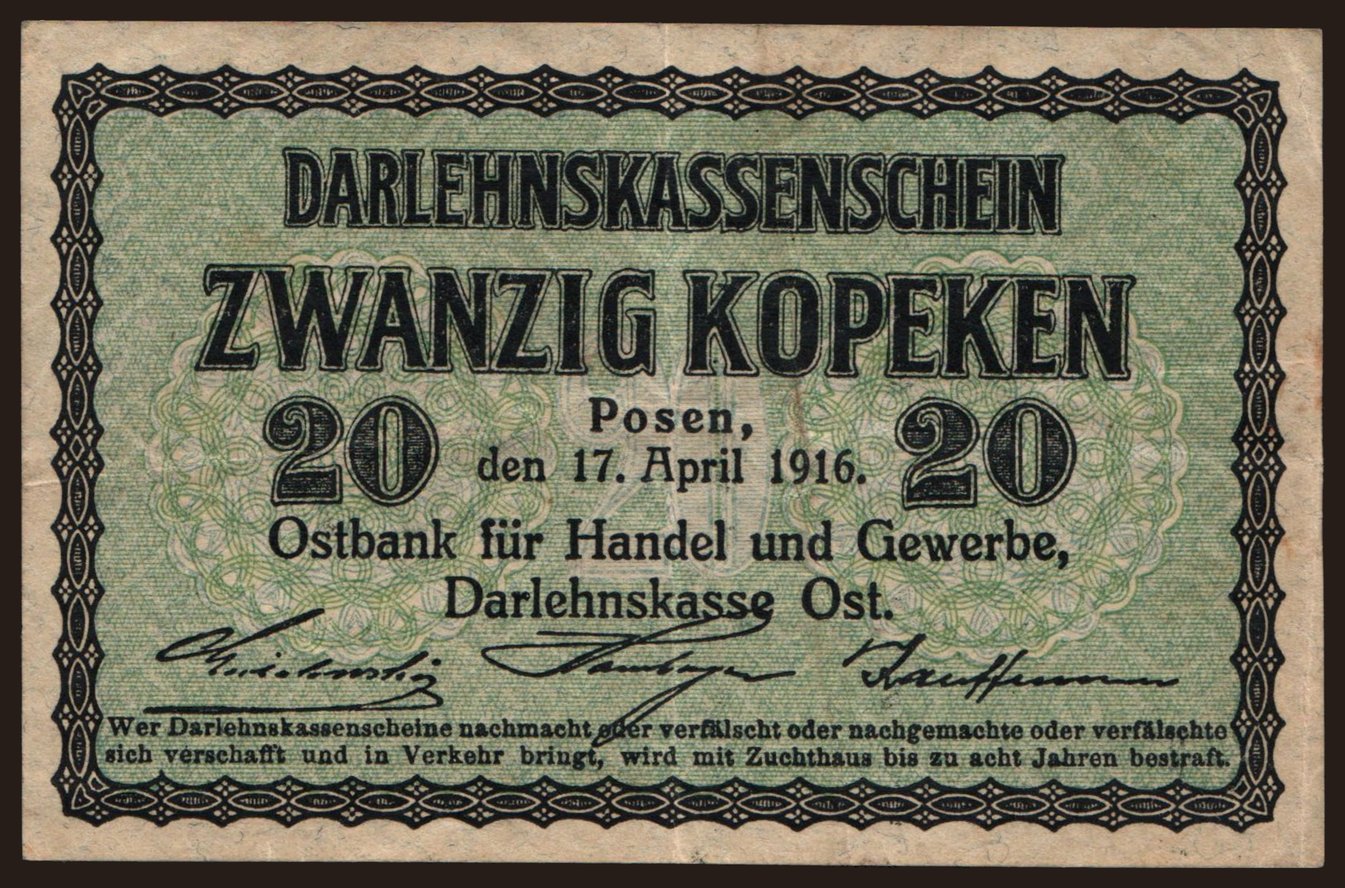 DARLEHNSKASSENSCHEIN
ZWANZIG KOPEKEN
20 Posen, 20
den 17. April 1916.
Ostbank für Handel und Gewerbe,
Darlehnskasse Ost.
Hamburger Kauffmann
Wer Darlehnskassenscheine nachmacht oder verfälscht oder nachgemachte oder verfälschte
sich verschafft und in Verkehr bringt, wird mit Zuchthaus bis zu acht Jahren bestraft.